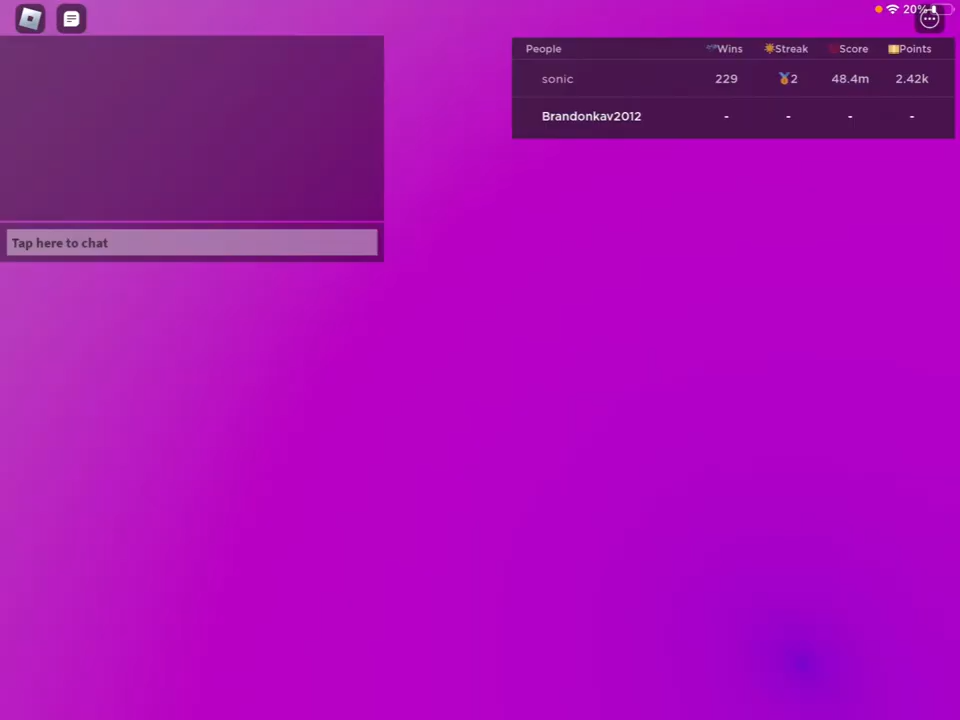 20%
People Wins Streak Score Points
sonic 229 2 48.4m 2.42k
Brandonkav2012 - - - -
Tap here to chat